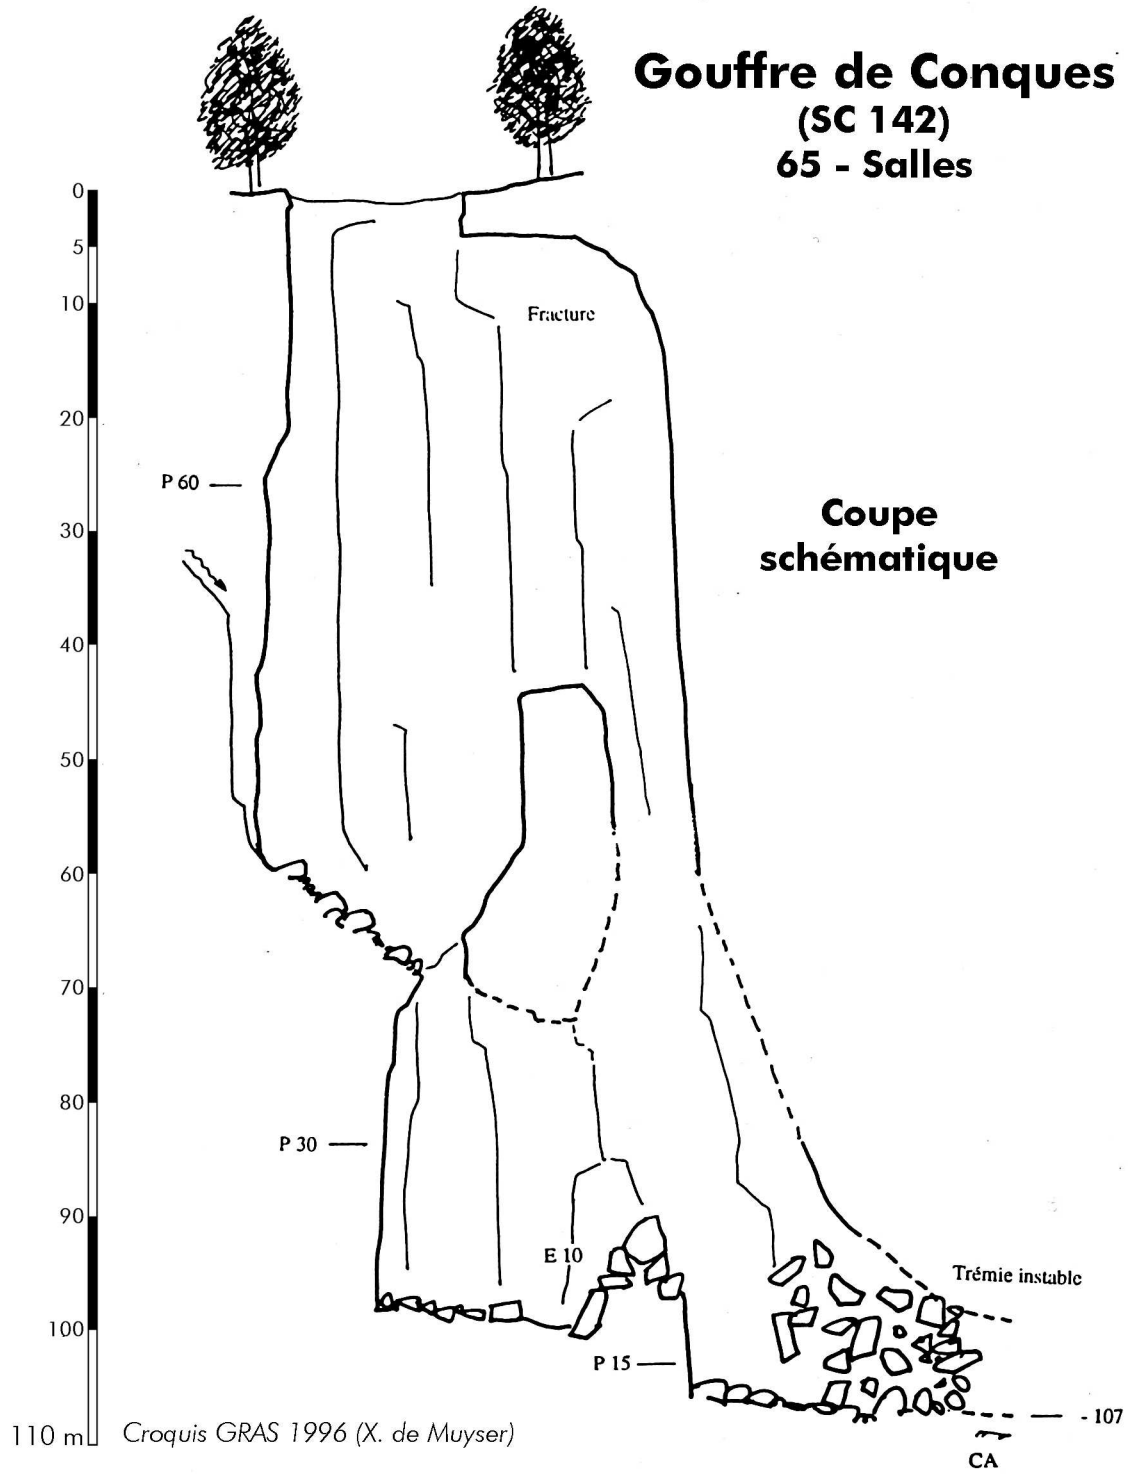 Gouffre de Conques
(SC 142)
65 - Salles
0
5
10
Fracture
20
P 60
Coupe
schématique
30
40
50
60
70
80
P 30
90
E 10
Trémie instable
100
P 15
- 107
110 m
Croquis GRAS 1996 (X. de Muyser)
CA